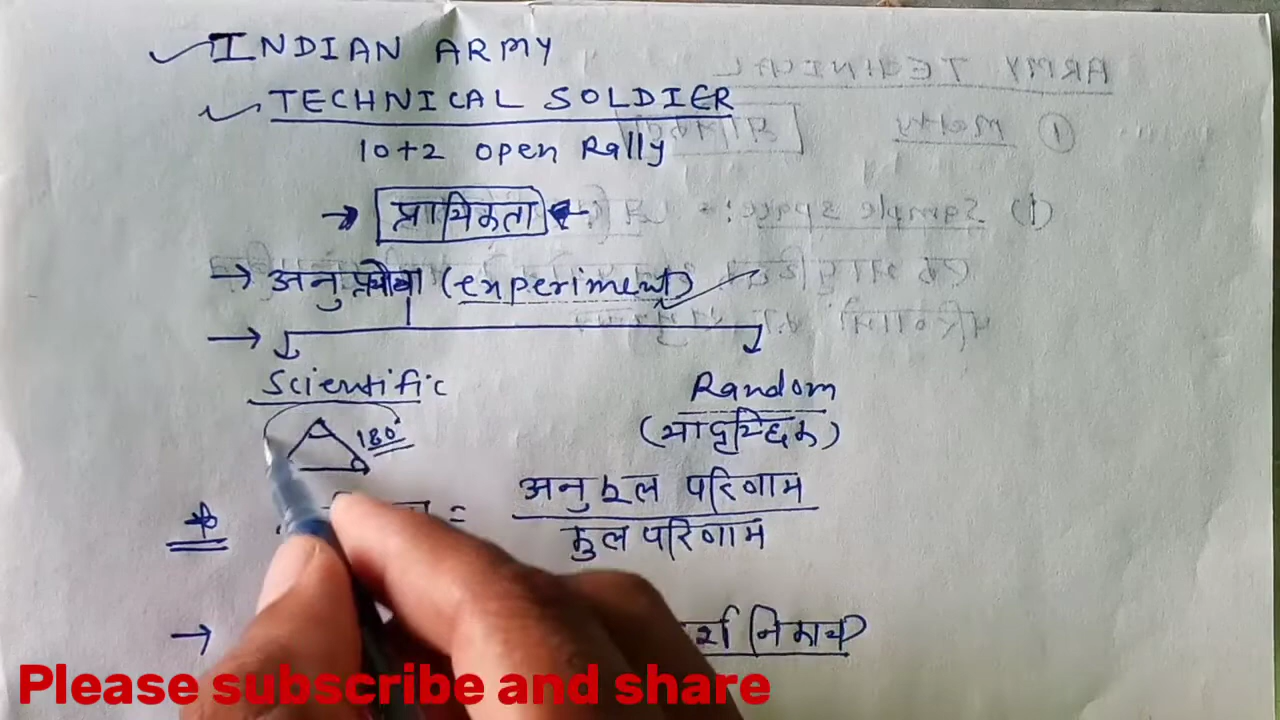 INDIAN ARMY
TECHNICAL SOLDIER
10+2 open Rally
→ प्रायिकता ←
→ अनुप्रयोग (experiment)
→
Scientific Random
180° (यादृच्छिक)
= अनुकूल परिणाम
कुल परिणाम
→ निकाय
Please subscribe and share